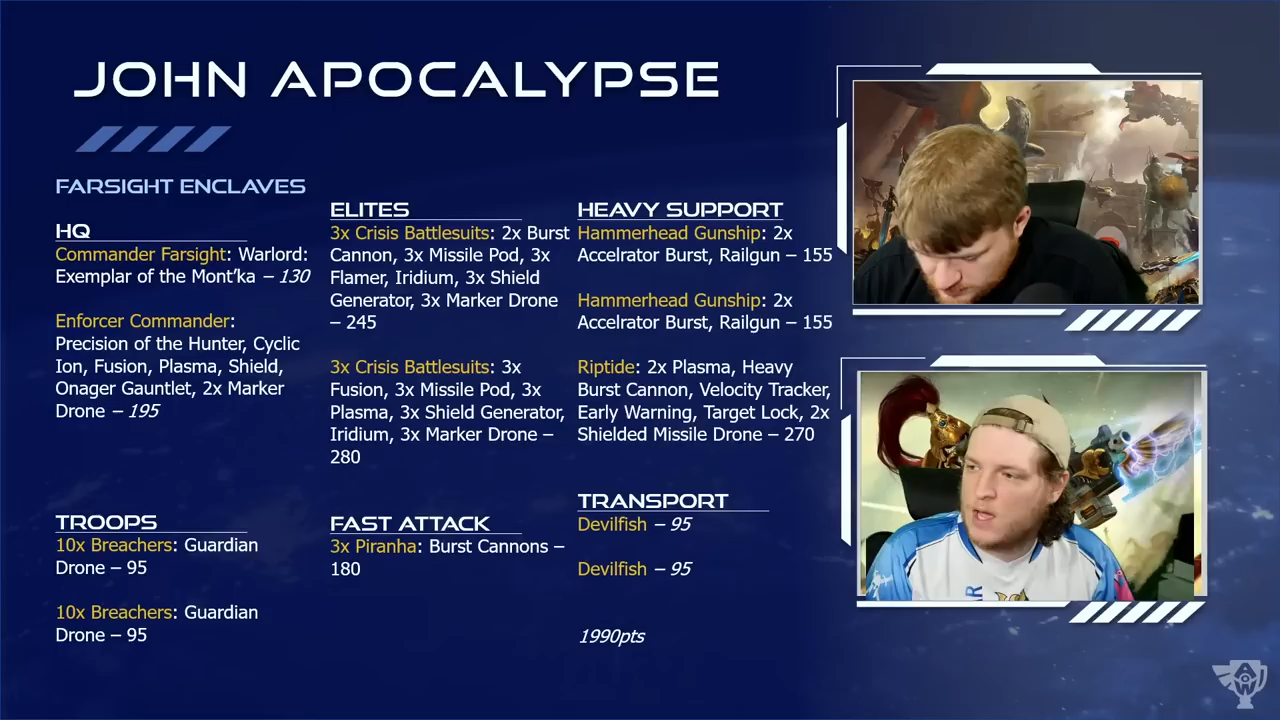 JOHN APOCALYPSE
FARSIGHT ENCLAVES
HQ
Commander Farsight: Warlord:
Exemplar of the Mont'ka – 130
Enforcer Commander:
Precision of the Hunter, Cyclic
Ion, Fusion, Plasma, Shield,
Onager Gauntlet, 2x Marker
Drone – 195
TROOPS
10x Breachers: Guardian
Drone – 95
10x Breachers: Guardian
Drone – 95
ELITES
3x Crisis Battlesuits: 2x Burst
Cannon, 3x Missile Pod, 3x
Flamer, Iridium, 3x Shield
Generator, 3x Marker Drone
– 245
3x Crisis Battlesuits: 3x
Fusion, 3x Missile Pod, 3x
Plasma, 3x Shield Generator,
Iridium, 3x Marker Drone –
280
FAST ATTACK
3x Piranha: Burst Cannons –
180
HEAVY SUPPORT
Hammerhead Gunship: 2x
Accelrator Burst, Railgun – 155
Hammerhead Gunship: 2x
Accelrator Burst, Railgun – 155
Riptide: 2x Plasma, Heavy
Burst Cannon, Velocity Tracker,
Early Warning, Target Lock, 2x
Shielded Missile Drone – 270
TRANSPORT
Devilfish – 95
Devilfish – 95
1990pts